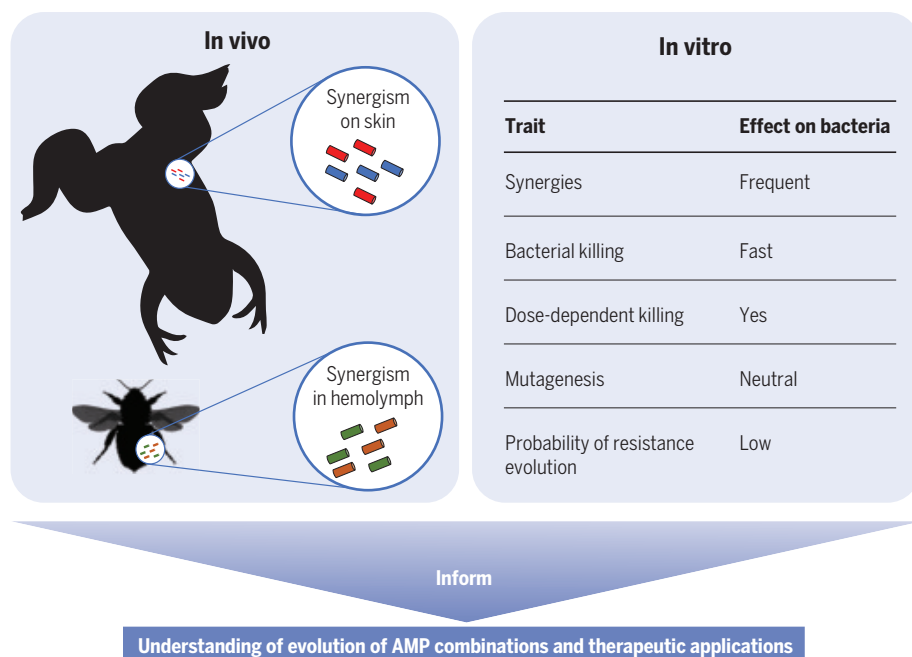 In vivo
Synergism
on skin
Synergism
in hemolymph
In vitro
Trait Effect on bacteria
Synergies Frequent
Bacterial killing Fast
Dose-dependent killing Yes
Mutagenesis Neutral
Probability of resistance Low
evolution
Inform
Understanding of evolution of AMP combinations and therapeutic applications